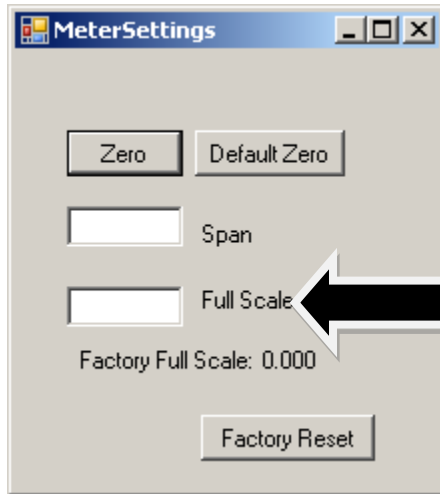 MeterSettings
Zero Default Zero
Span
Full Scale
Factory Full Scale: 0.000
Factory Reset